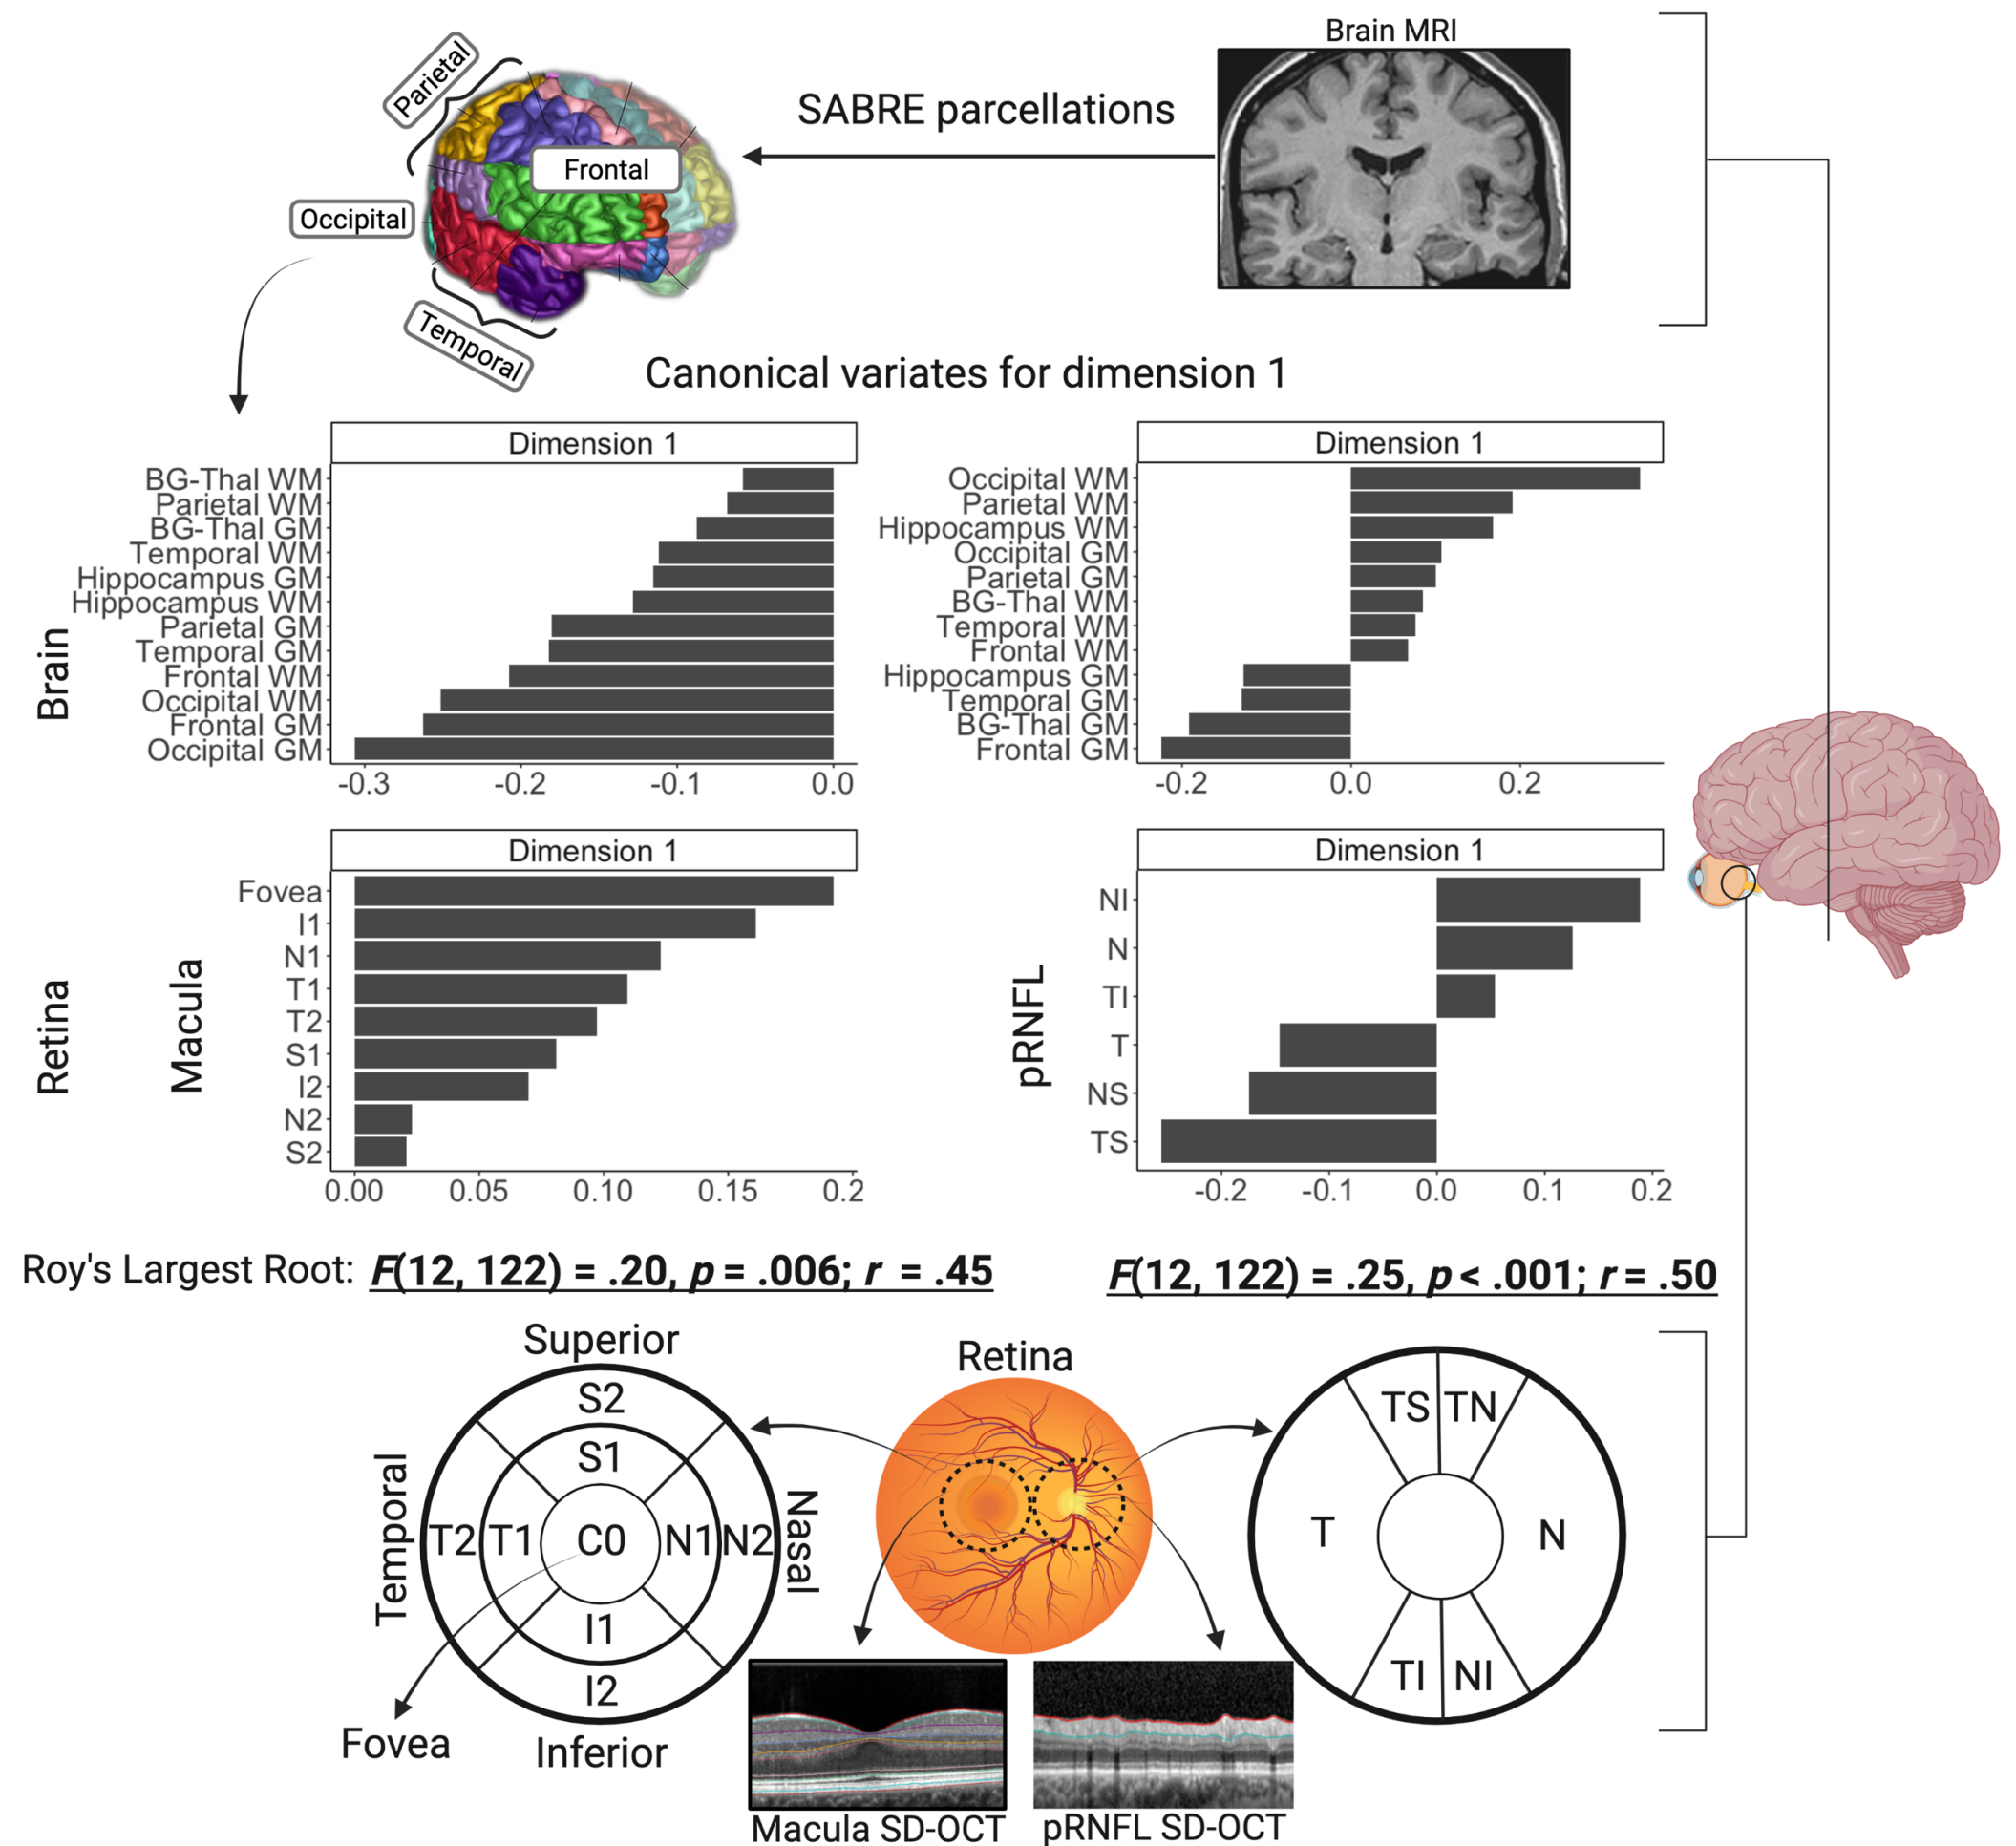 Brain MRI
Parietal
SABRE parcellations
Frontal
Occipital
Temporal
Canonical variates for dimension 1
Brain
Dimension 1
BG-Thal WM
Parietal WM
BG-Thal GM
Temporal WM
Hippocampus GM
Hippocampus WM
Parietal GM
Temporal GM
Frontal WM
Occipital WM
Frontal GM
Occipital GM
-0.3 -0.2 -0.1 0.0
Dimension 1
Occipital WM
Parietal WM
Hippocampus WM
Occipital GM
Parietal GM
BG-Thal WM
Temporal WM
Frontal WM
Hippocampus GM
Temporal GM
BG-Thal GM
Frontal GM
-0.2 0.0 0.2
Retina
Macula
Dimension 1
Fovea
I1
N1
T1
T2
S1
I2
N2
S2
0.00 0.05 0.10 0.15 0.2
pRNFL
Dimension 1
NI
N
TI
T
NS
TS
-0.2 -0.1 0.0 0.1 0.2
Roy's Largest Root: F(12, 122) = .20, p = .006; r = .45
F(12, 122) = .25, p < .001; r = .50
Superior
S2
S1
Temporal
T2 T1 C0 N1 N2
Nasal
I1
I2
Inferior
Fovea
Retina
Macula SD-OCT
pRNFL SD-OCT
TS TN
T N
TI NI